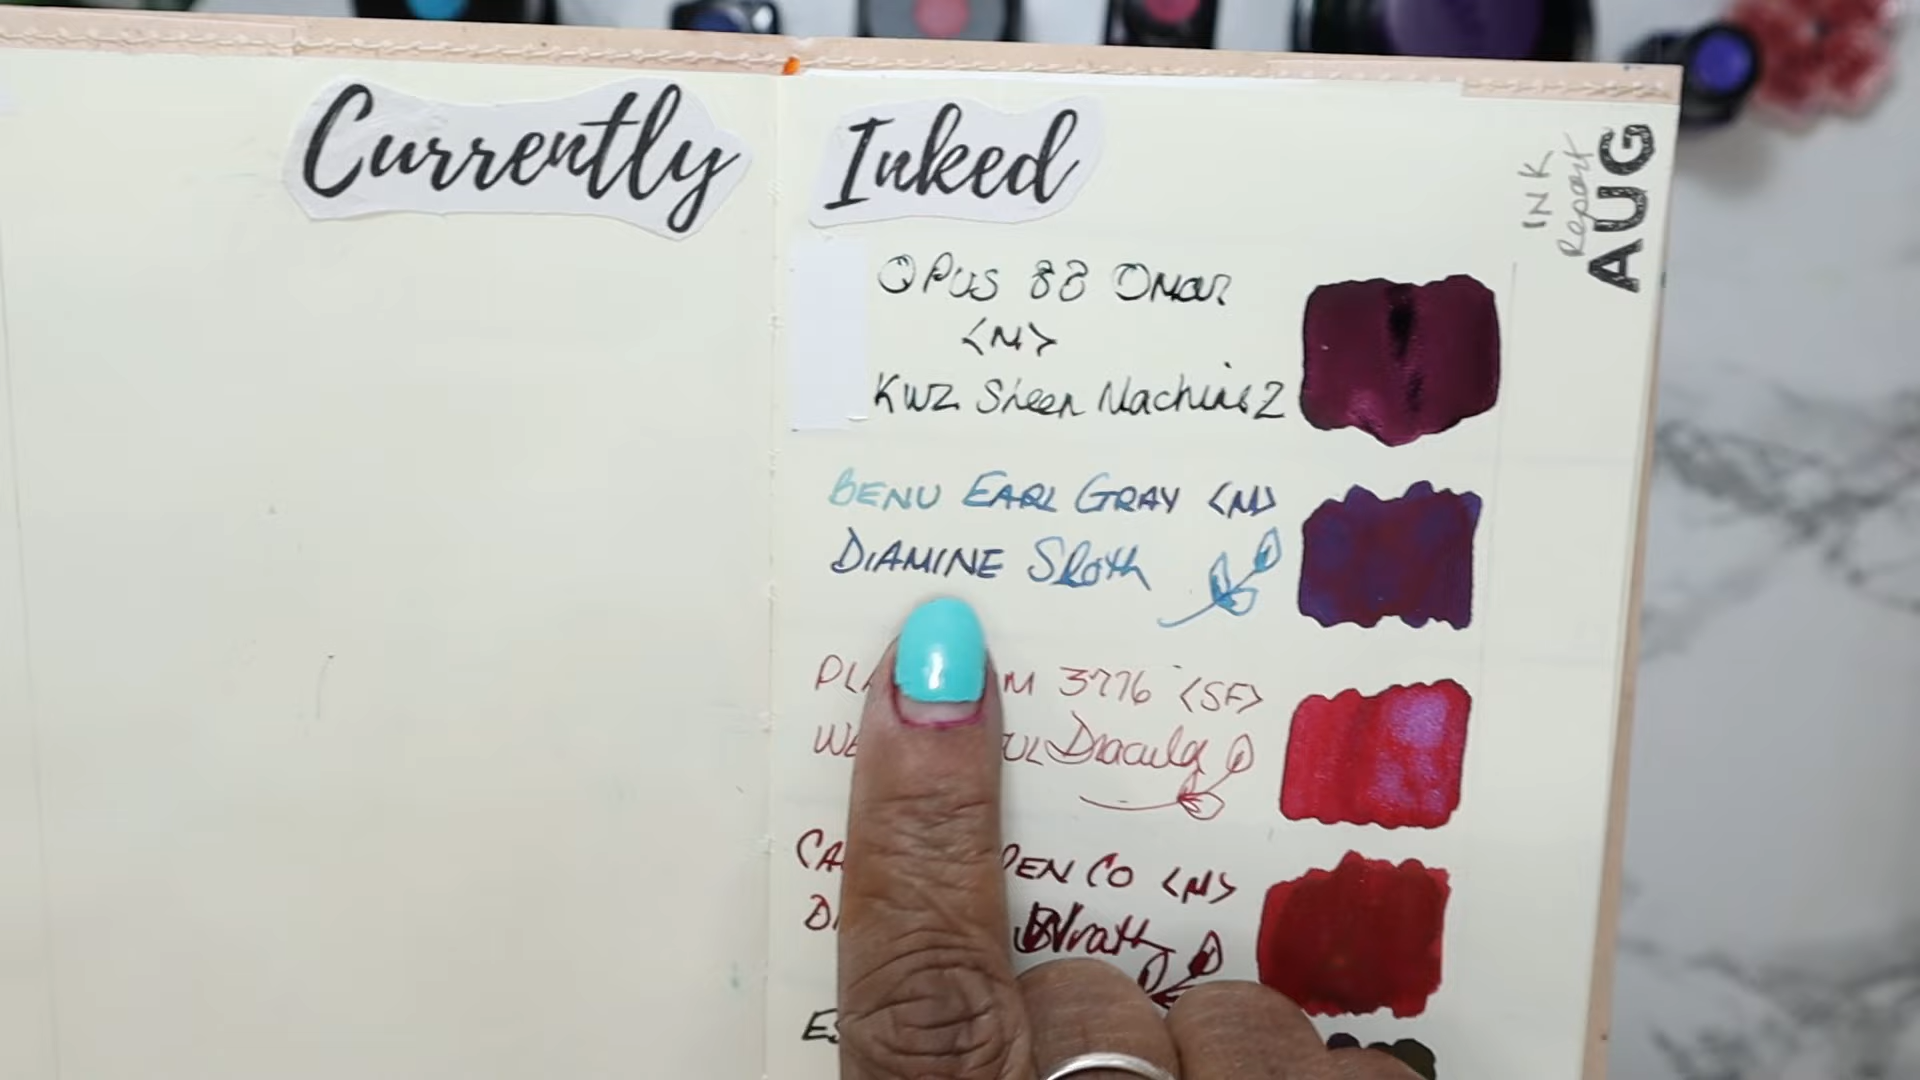 Currently Inked
INK
Report
AUG
OPUS 88 OMAR
<M>
KWZ Sheen Machine 2
BENU EARL GRAY <M>
DIAMINE Sloth
3776 <SF>
Dracula
PEN CO <M>
Wrath